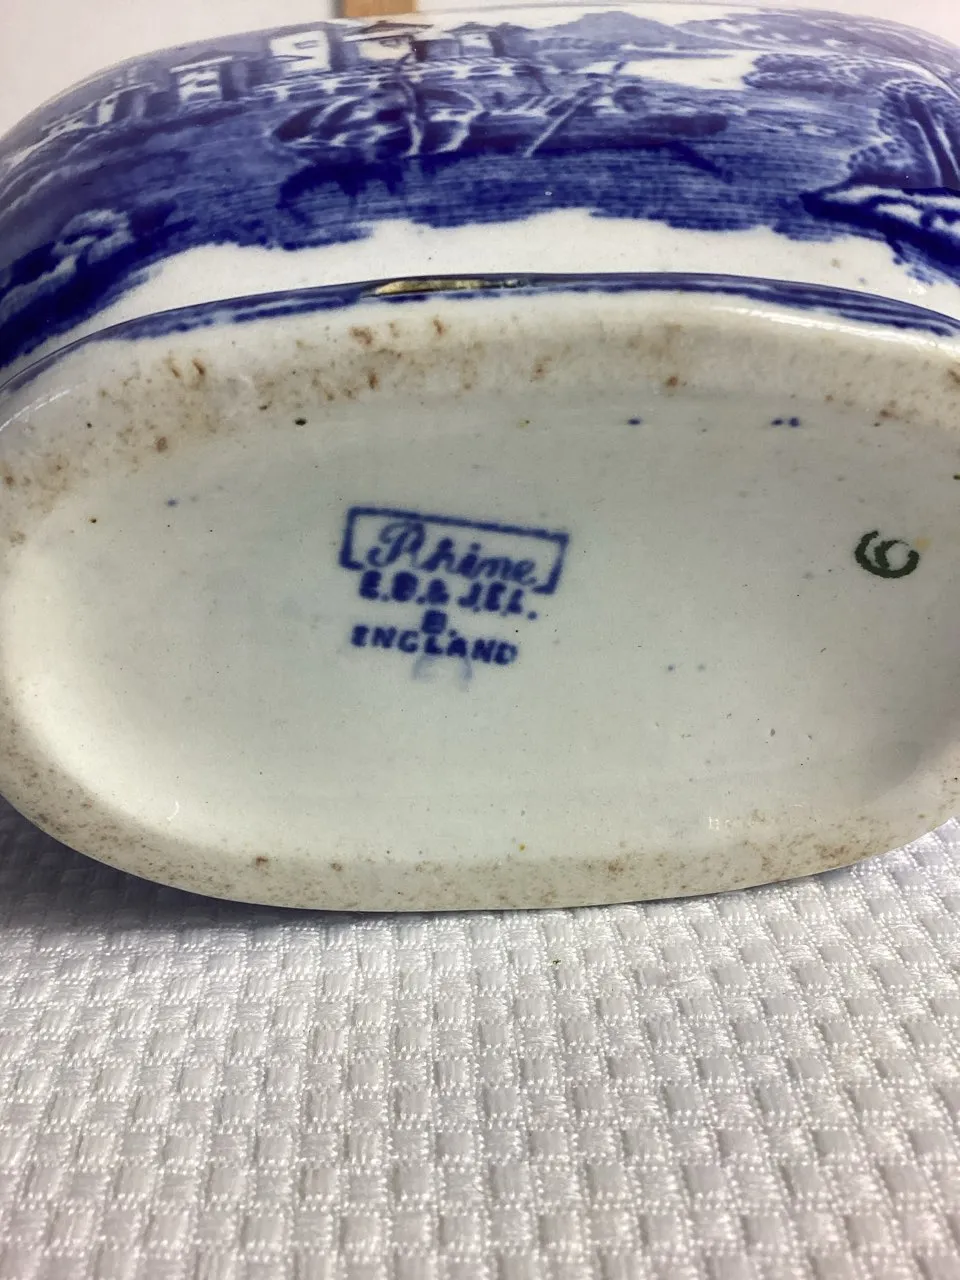 Rhine
E.B.& J.E.L.
B.
ENGLAND